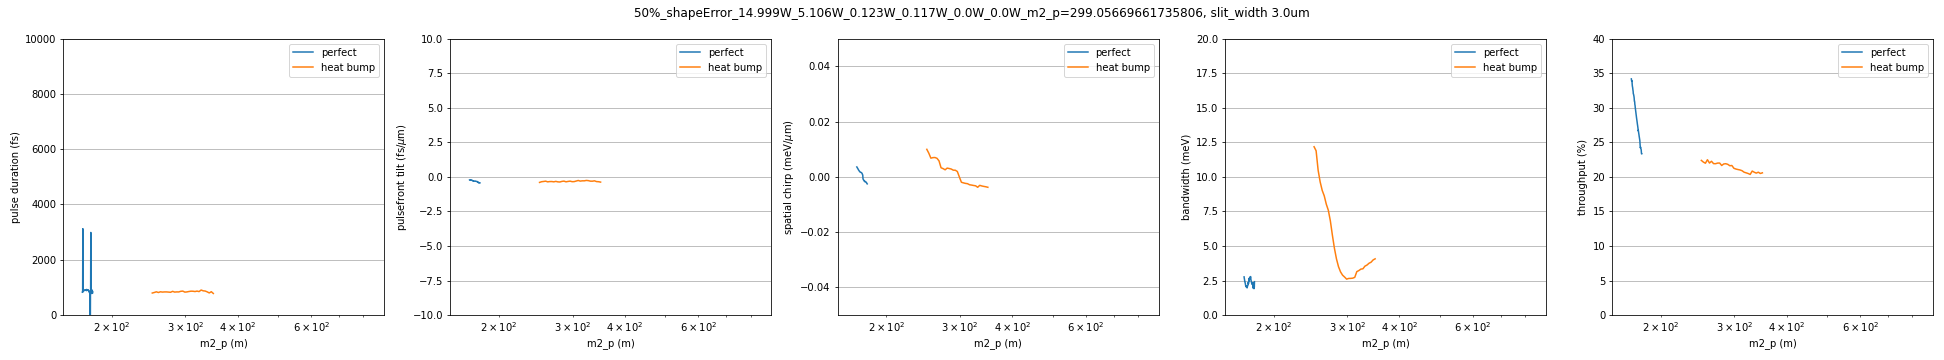 50%_shapeError_14.999W_5.106W_0.123W_0.117W_0.0W_0.0W_m2_p=299.05669661735806, slit_width 3.0um
pulse duration (fs)
10000
8000
6000
4000
2000
0
perfect
heat bump
2 × 10² 3 × 10² 4 × 10² 6 × 10²
m2_p (m)
pulsefront tilt (fs/μm)
10.0
7.5
5.0
2.5
0.0
−2.5
−5.0
−7.5
−10.0
perfect
heat bump
2 × 10² 3 × 10² 4 × 10² 6 × 10²
m2_p (m)
spatial chirp (meV/μm)
0.04
0.02
0.00
−0.02
−0.04
perfect
heat bump
2 × 10² 3 × 10² 4 × 10² 6 × 10²
m2_p (m)
bandwidth (meV)
20.0
17.5
15.0
12.5
10.0
7.5
5.0
2.5
0.0
perfect
heat bump
2 × 10² 3 × 10² 4 × 10² 6 × 10²
m2_p (m)
throughput (%)
40
35
30
25
20
15
10
5
0
perfect
heat bump
2 × 10² 3 × 10² 4 × 10² 6 × 10²
m2_p (m)